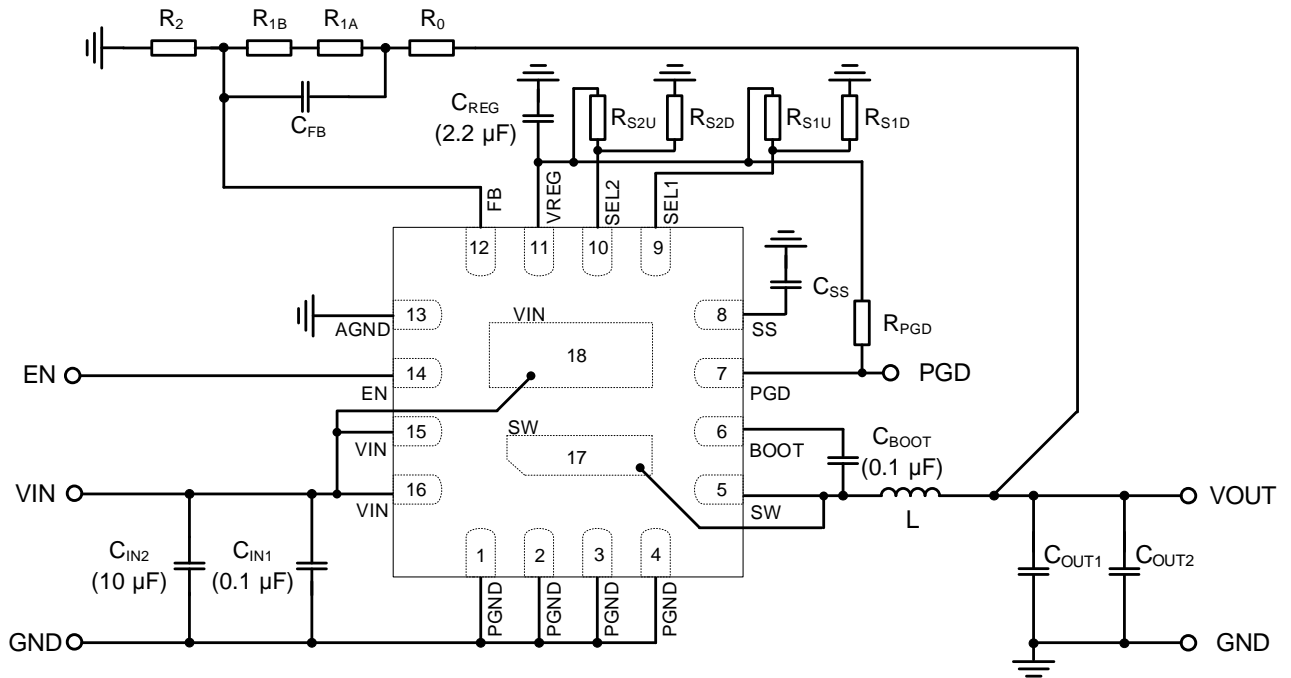 R2 R1B R1A R0
CFB
CREG
(2.2 µF)
RS2U RS2D RS1U RS1D
FB VREG SEL2 SEL1
12 11 10 9
13 AGND
VIN
18
8 SS
CSS
RPGD
EN
14 EN
7 PGD
PGD
15 VIN
SW
17
6 BOOT
CBOOT
(0.1 µF)
VIN
16 VIN
5 SW
L
VOUT
CIN2
(10 µF)
CIN1
(0.1 µF)
1 2 3 4
PGND PGND PGND PGND
COUT1 COUT2
GND
GND